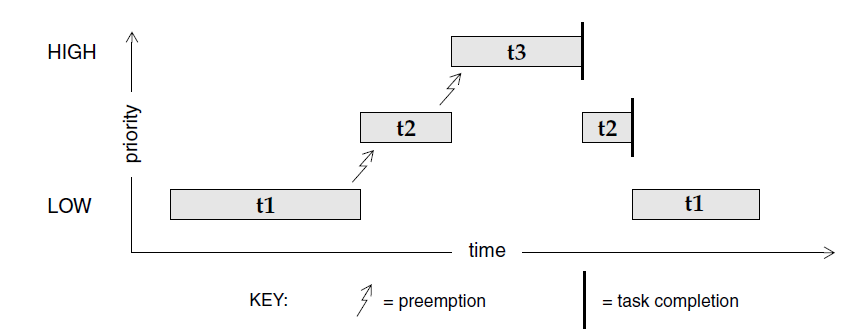 HIGH
t3
priority
t2
t2
LOW
t1
t1
time
KEY:
= preemption
= task completion